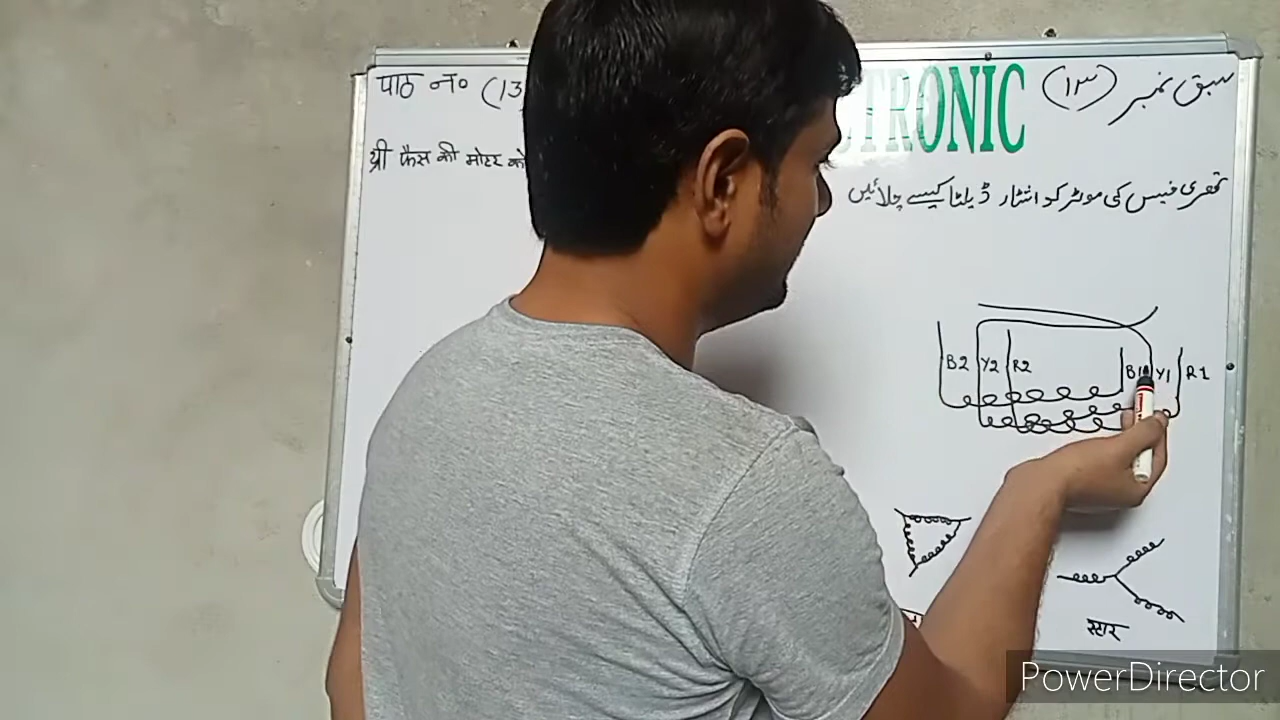 पाठ न० (13
CTRONIC
سبق نمبر (۱۳)
थ्री फैस की मोटर को
تھری فیس کی موٹر کو اسٹار ڈیلٹا کیسے چلائیں
B2 Y2 R2 B1 Y1 R1
स्टार
PowerDirector